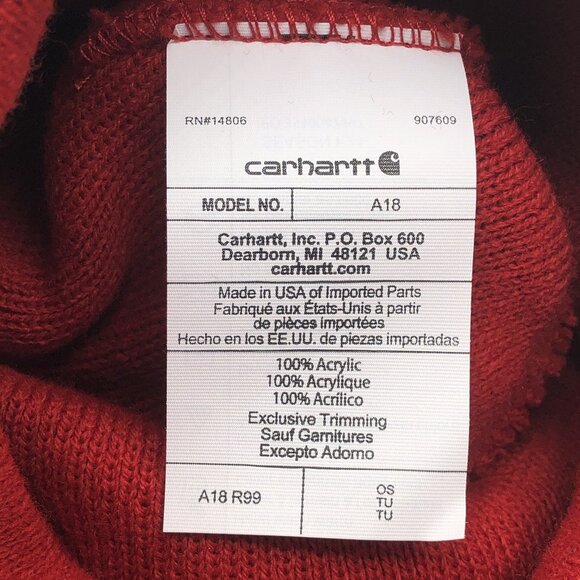 RN#14806 907609
carhartt
MODEL NO. A18
Carhartt, Inc. P.O. Box 600
Dearborn, MI 48121 USA
carhartt.com
Made in USA of Imported Parts
Fabriqué aux États-Unis à partir
de pièces importées
Hecho en los EE.UU. de piezas importadas
100% Acrylic
100% Acrylique
100% Acrílico
Exclusive Trimming
Sauf Garnitures
Excepto Adorno
A18 R99 OS
TU
TU